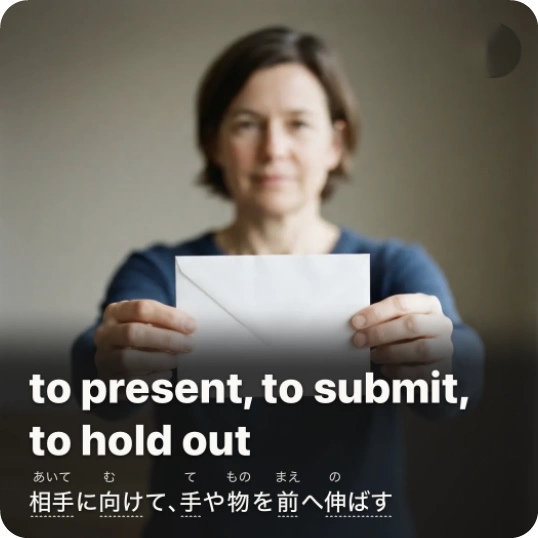 to present, to submit,
to hold out
あいて む て もの まえ の
相手に向けて、手や物を前へ伸ばす